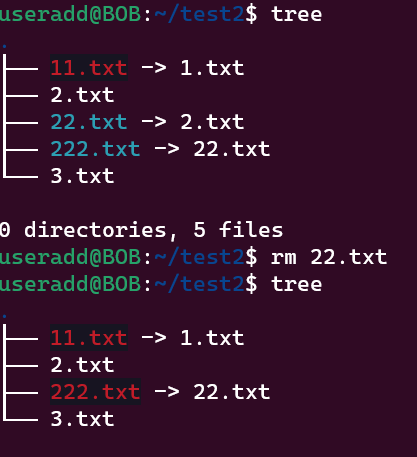 useradd@BOB:~/test2$ tree
.
├── 11.txt -> 1.txt
├── 2.txt
├── 22.txt -> 2.txt
├── 222.txt -> 22.txt
└── 3.txt
0 directories, 5 files
useradd@BOB:~/test2$ rm 22.txt
useradd@BOB:~/test2$ tree
.
├── 11.txt -> 1.txt
├── 2.txt
├── 222.txt -> 22.txt
└── 3.txt